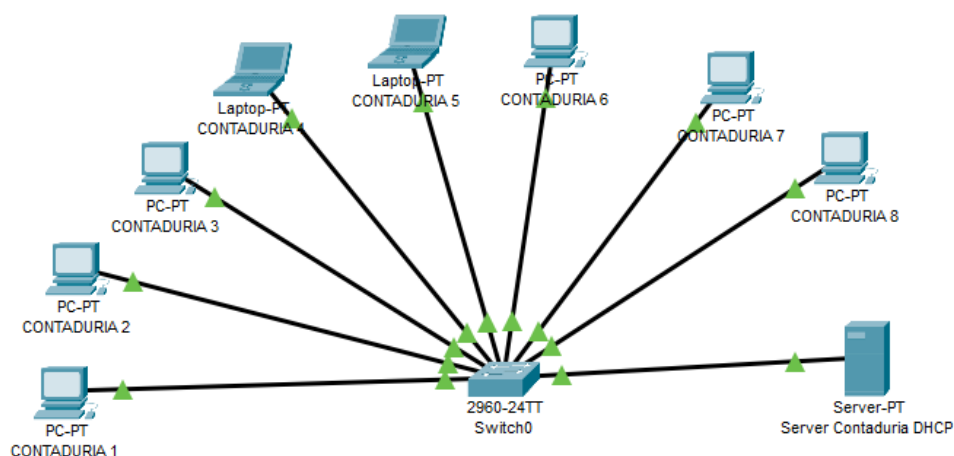 Laptop-PT
CONTADURIA 5
PC-PT
CONTADURIA 6
Laptop-PT
CONTADURIA 4
PC-PT
CONTADURIA 7
PC-PT
CONTADURIA 3
PC-PT
CONTADURIA 8
PC-PT
CONTADURIA 2
2960-24TT
Switch0
Server-PT
Server Contaduria DHCP
PC-PT
CONTADURIA 1